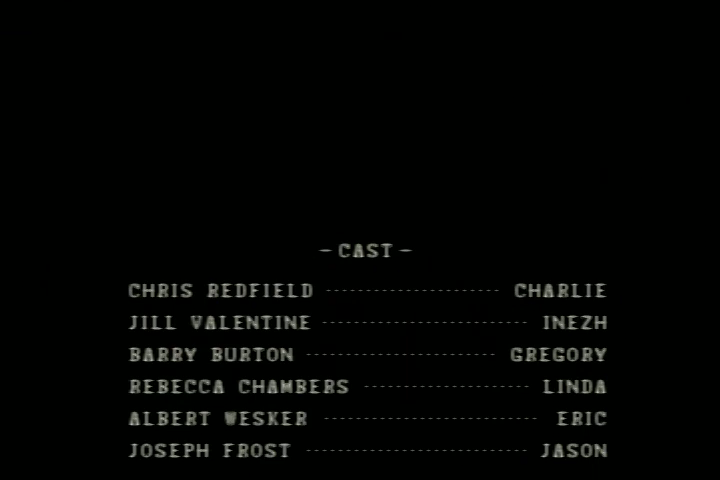 - CAST -
CHRIS REDFIELD ---------------------- CHARLIE
JILL VALENTINE -------------------------- INEZH
BARRY BURTON ------------------------ GREGORY
REBECCA CHAMBERS --------------------- LINDA
ALBERT WESKER --------------------------- ERIC
JOSEPH FROST ---------------------------- JASON